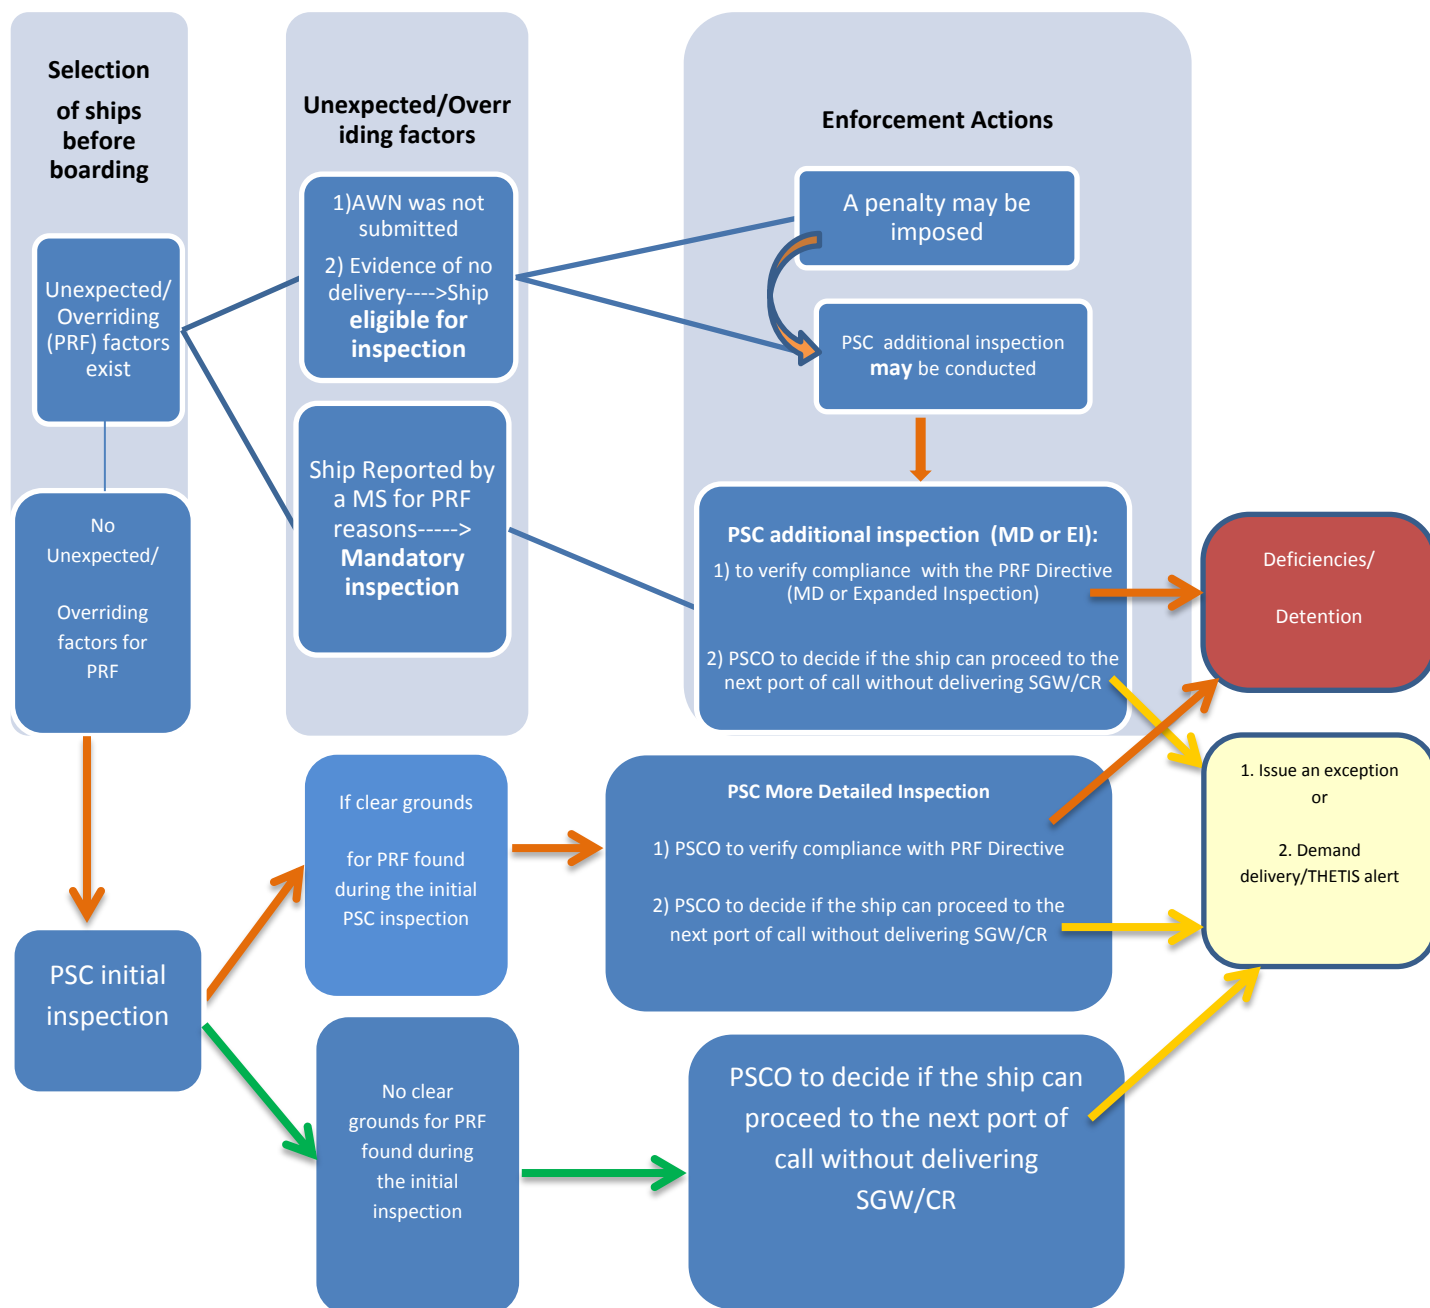 Selection
of ships
before
boarding
Unexpected/
Overriding
(PRF) factors
exist
No
Unexpected/
Overriding
factors for
PRF
PSC initial
inspection
Unexpected/Overr
iding factors
1)AWN was not
submitted
2) Evidence of no
delivery---->Ship
eligible for
inspection
Ship Reported by
a MS for PRF
reasons----->
Mandatory
inspection
If clear grounds
for PRF found
during the initial
PSC inspection
No clear
grounds for PRF
found during
the initial
inspection
Enforcement Actions
A penalty may be
imposed
PSC  additional inspection
may be conducted
PSC additional inspection  (MD or EI):
1) to verify compliance  with the PRF Directive
(MD or Expanded Inspection)
2) PSCO to decide if the ship can proceed to the
next port of call without delivering SGW/CR
PSC More Detailed Inspection
1) PSCO to verify compliance with PRF Directive
2) PSCO to decide if the ship can proceed to the
next port of call without delivering SGW/CR
PSCO to decide if the ship can
proceed to the next port of
call without delivering
SGW/CR
Deficiencies/
Detention
1. Issue an exception
or
2. Demand
delivery/THETIS alert